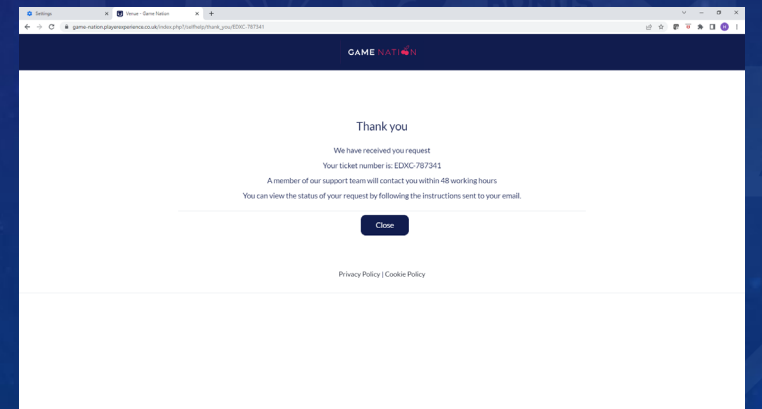 Settings
Venue - Game Nation
game-nation.playerexperience.co.uk/index.php?/selfhelp/thank_you/EDXC-787341
GAME NATION
Thank you
We have received you request
Your ticket number is: EDXC-787341
A member of our support team will contact you within 48 working hours
You can view the status of your request by following the instructions sent to your email.
Close
Privacy Policy | Cookie Policy